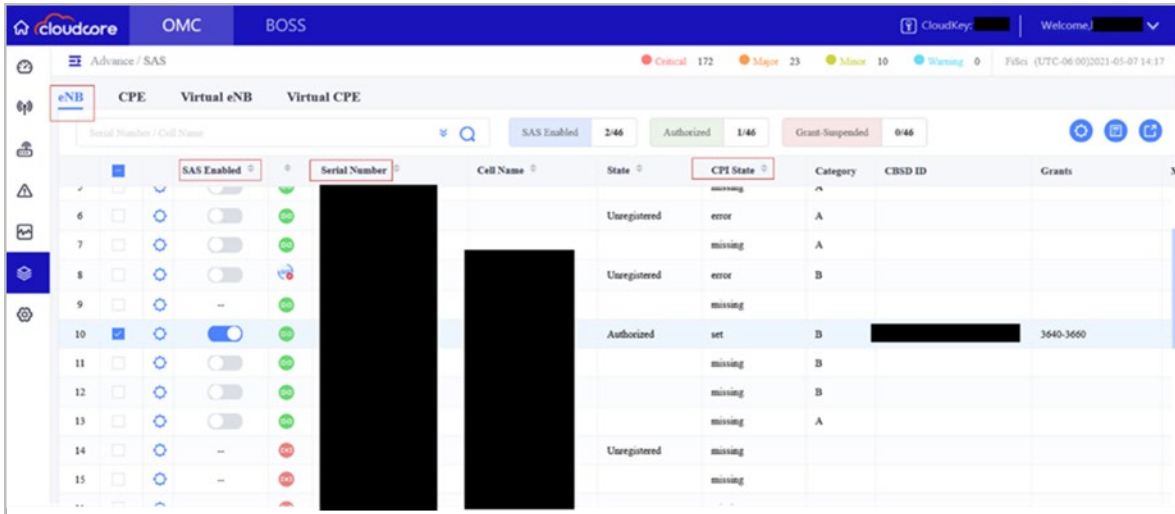 cloudcore OMC BOSS CloudKey: Welcome,
Advance / SAS Critical 172 Major 23 Minor 10 Warning 0 (UTC-06:00)2021-05-07 14:17
eNB CPE Virtual eNB Virtual CPE
Serial Number / Cell Name SAS Enabled 2/46 Authorized 1/46 Grant-Suspended 0/46
SAS Enabled Serial Number Cell Name State CPI State Category CBSD ID Grants
missing A
6 Unregistered error A
7 missing A
8 Unregistered error B
9 -- missing
10 Authorized set B 3640-3660
11 missing B
12 missing B
13 missing A
14 -- Unregistered missing
15 -- missing